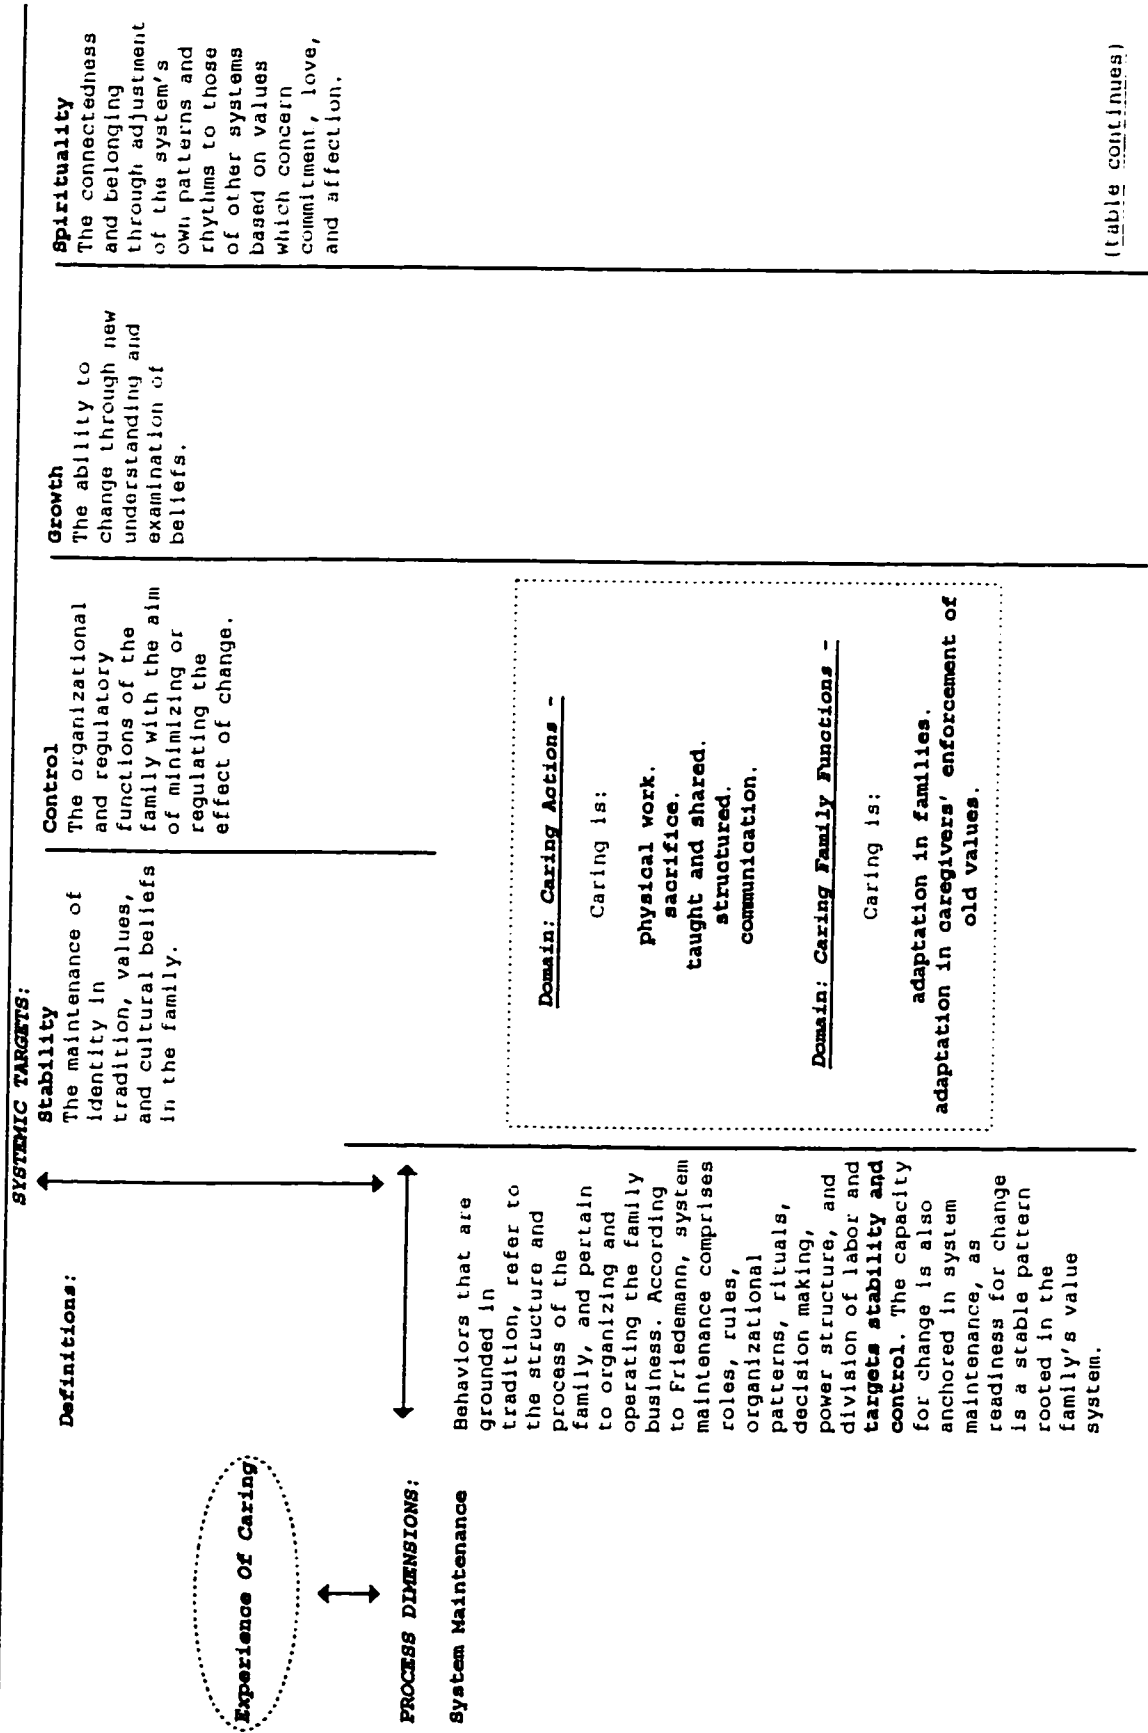 SYSTEMIC TARGETS:
Definitions:
Stability
The maintenance of
identity in
tradition, values,
and cultural beliefs
in the family.
Control
The organizational
and regulatory
functions of the
family with the aim
of minimizing or
regulating the
effect of change.
Growth
The ability to
change through new
understanding and
examination of
beliefs.
Spirituality
The connectedness
and belonging
through adjustment
of the system's
own patterns and
rhythms to those
of other systems
based on values
which concern
commitment, love,
and affection.
Experience Of Caring
PROCESS DIMENSIONS:
System Maintenance
Behaviors that are
grounded in
tradition, refer to
the structure and
process of the
family, and pertain
to organizing and
operating the family
business. According
to Friedemann, system
maintenance comprises
roles, rules,
organizational
patterns, rituals,
decision making,
power structure, and
division of labor and
targets stability and
control. The capacity
for change is also
anchored in system
maintenance, as
readiness for change
is a stable pattern
rooted in the
family's value
system.
Domain: Caring Actions -
Caring is:
physical work.
sacrifice.
taught and shared.
structured.
communication.
Domain: Caring Family Functions -
Caring is:
adaptation in families.
adaptation in caregivers' enforcement of
old values.
(table continues)